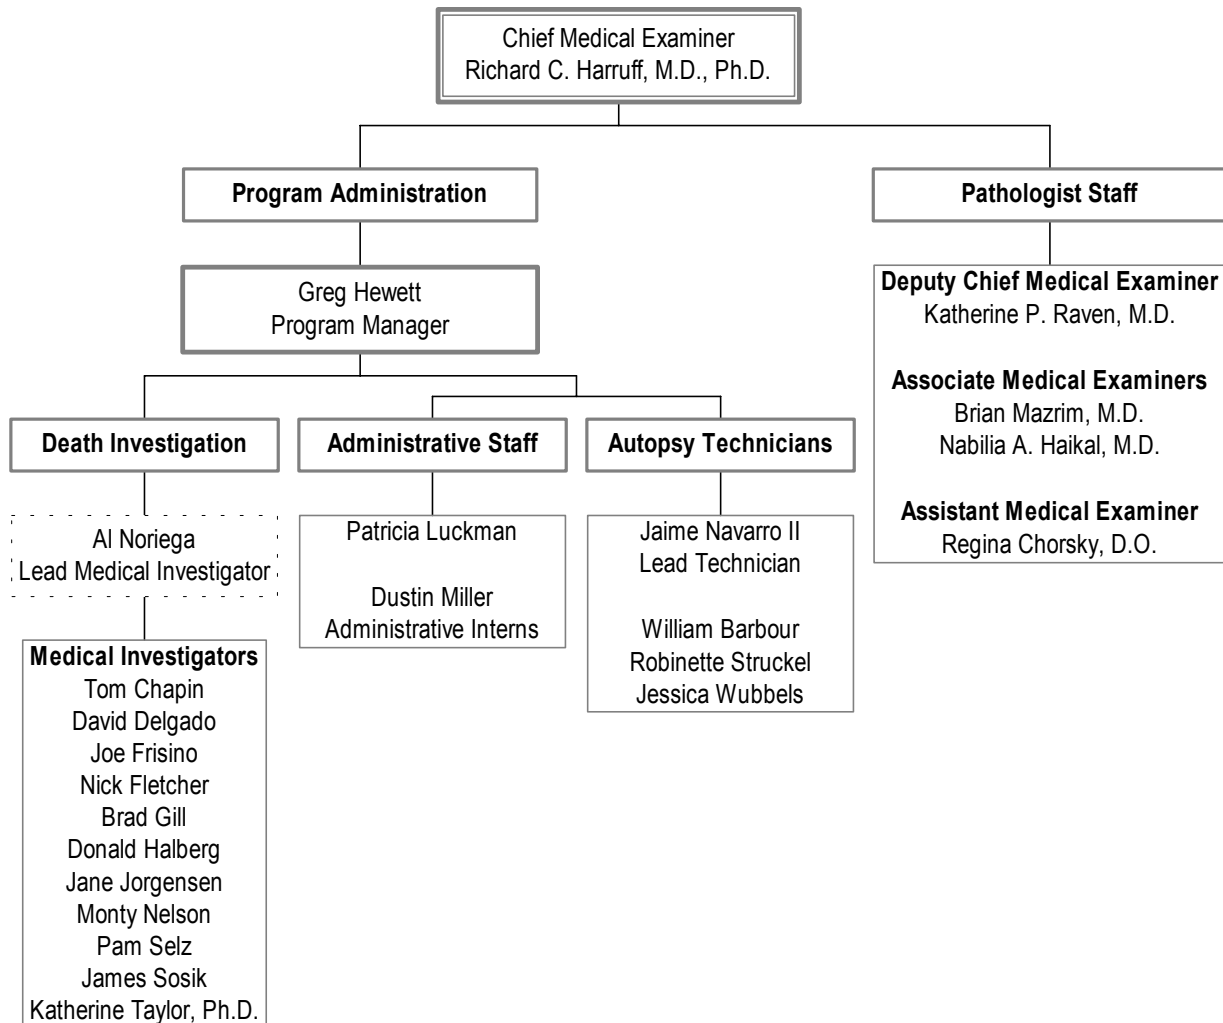 Chief Medical Examiner
Richard C. Harruff, M.D., Ph.D.
Program Administration
Pathologist Staff
Greg Hewett
Program Manager
Deputy Chief Medical Examiner
Katherine P. Raven, M.D.
Associate Medical Examiners
Brian Mazrim, M.D.
Nabilia A. Haikal, M.D.
Assistant Medical Examiner
Regina Chorsky, D.O.
Death Investigation
Administrative Staff
Autopsy Technicians
Al Noriega
Lead Medical Investigator
Patricia Luckman
Dustin Miller
Administrative Interns
Jaime Navarro II
Lead Technician
William Barbour
Robinette Struckel
Jessica Wubbels
Medical Investigators
Tom Chapin
David Delgado
Joe Frisino
Nick Fletcher
Brad Gill
Donald Halberg
Jane Jorgensen
Monty Nelson
Pam Selz
James Sosik
Katherine Taylor, Ph.D.